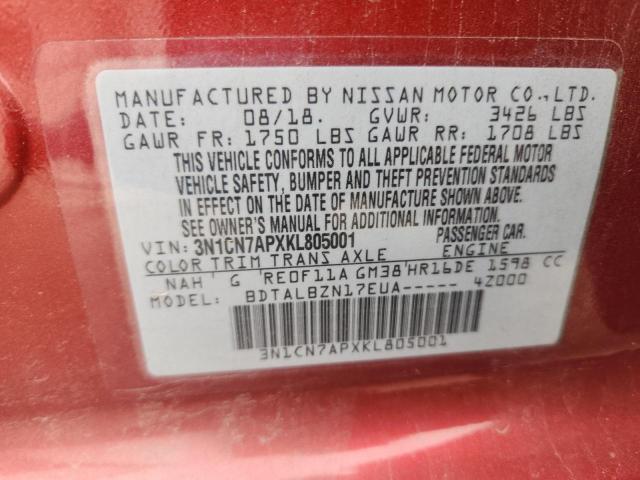 MANUFACTURED BY NISSAN MOTOR CO.,LTD.
DATE: 08/18. GVWR: 3426 LBS
GAWR FR: 1750 LBS GAWR RR: 1708 LBS
THIS VEHICLE CONFORMS TO ALL APPLICABLE FEDERAL MOTOR
VEHICLE SAFETY, BUMPER AND THEFT PREVENTION STANDARDS
IN EFFECT ON THE DATE OF MANUFACTURE SHOWN ABOVE.
SEE OWNER'S MANUAL FOR ADDITIONAL INFORMATION.
VIN: 3N1CN7APXKL805001 PASSENGER CAR.
COLOR TRIM TRANS AXLE ENGINE
NAH G 'RE0F11A GM38'HR16DE 1598 CC
BDTALBZN17EUA----- 4Z000
3N1CN7APXKL805001